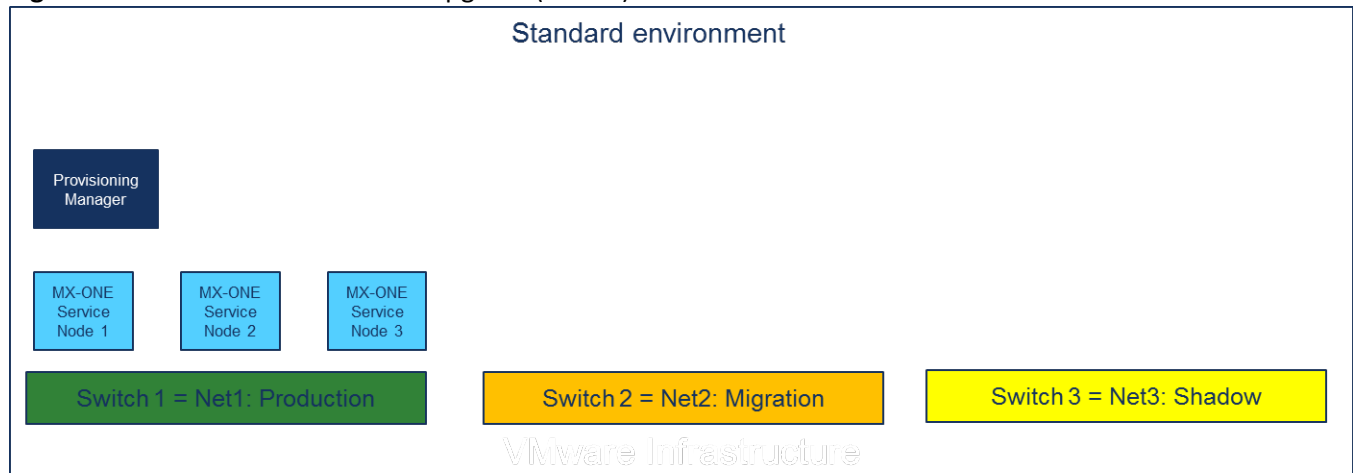 Standard environment
Provisioning
Manager
MX-ONE
Service
Node 1
MX-ONE
Service
Node 2
MX-ONE
Service
Node 3
Switch 1 = Net1: Production
Switch 2 = Net2: Migration
Switch 3 = Net3: Shadow
VMware Infrastructure